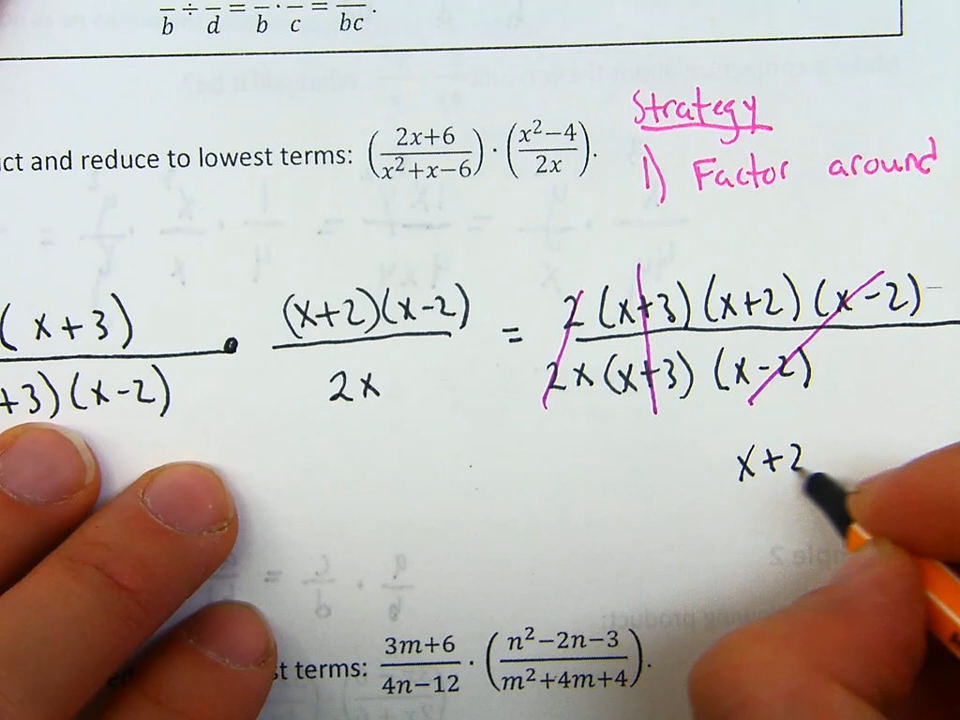 b ÷ d = b · c = bc.
ct and reduce to lowest terms: (2x+6 / x²+x−6) · (x²−4 / 2x).
Strategy
1) Factor around
(x+3) / +3)(x-2) • (x+2)(x-2) / 2x = 2(x+3)(x+2)(x-2) / 2x(x+3)(x-2)
x+2
st terms: 3m+6 / 4n−12 · (n²−2n−3 / m²+4m+4).